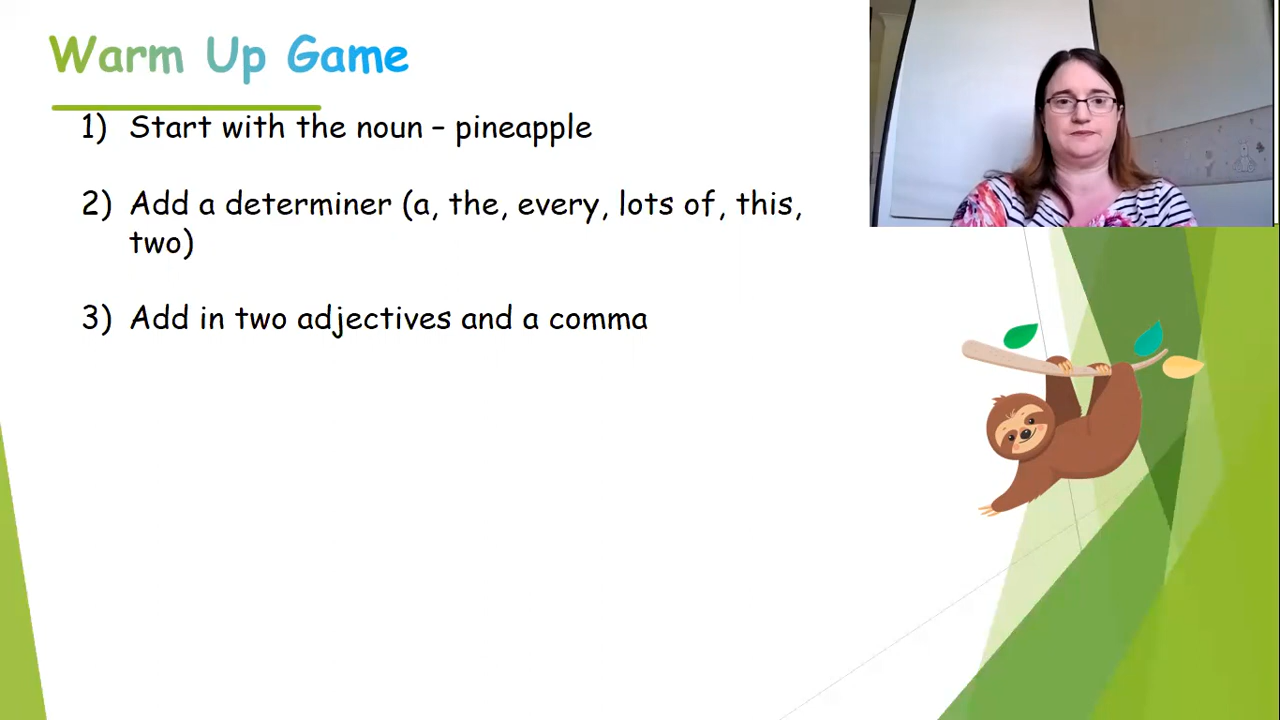 Warm Up Game
1) Start with the noun – pineapple
2) Add a determiner (a, the, every, lots of, this,
two)
3) Add in two adjectives and a comma